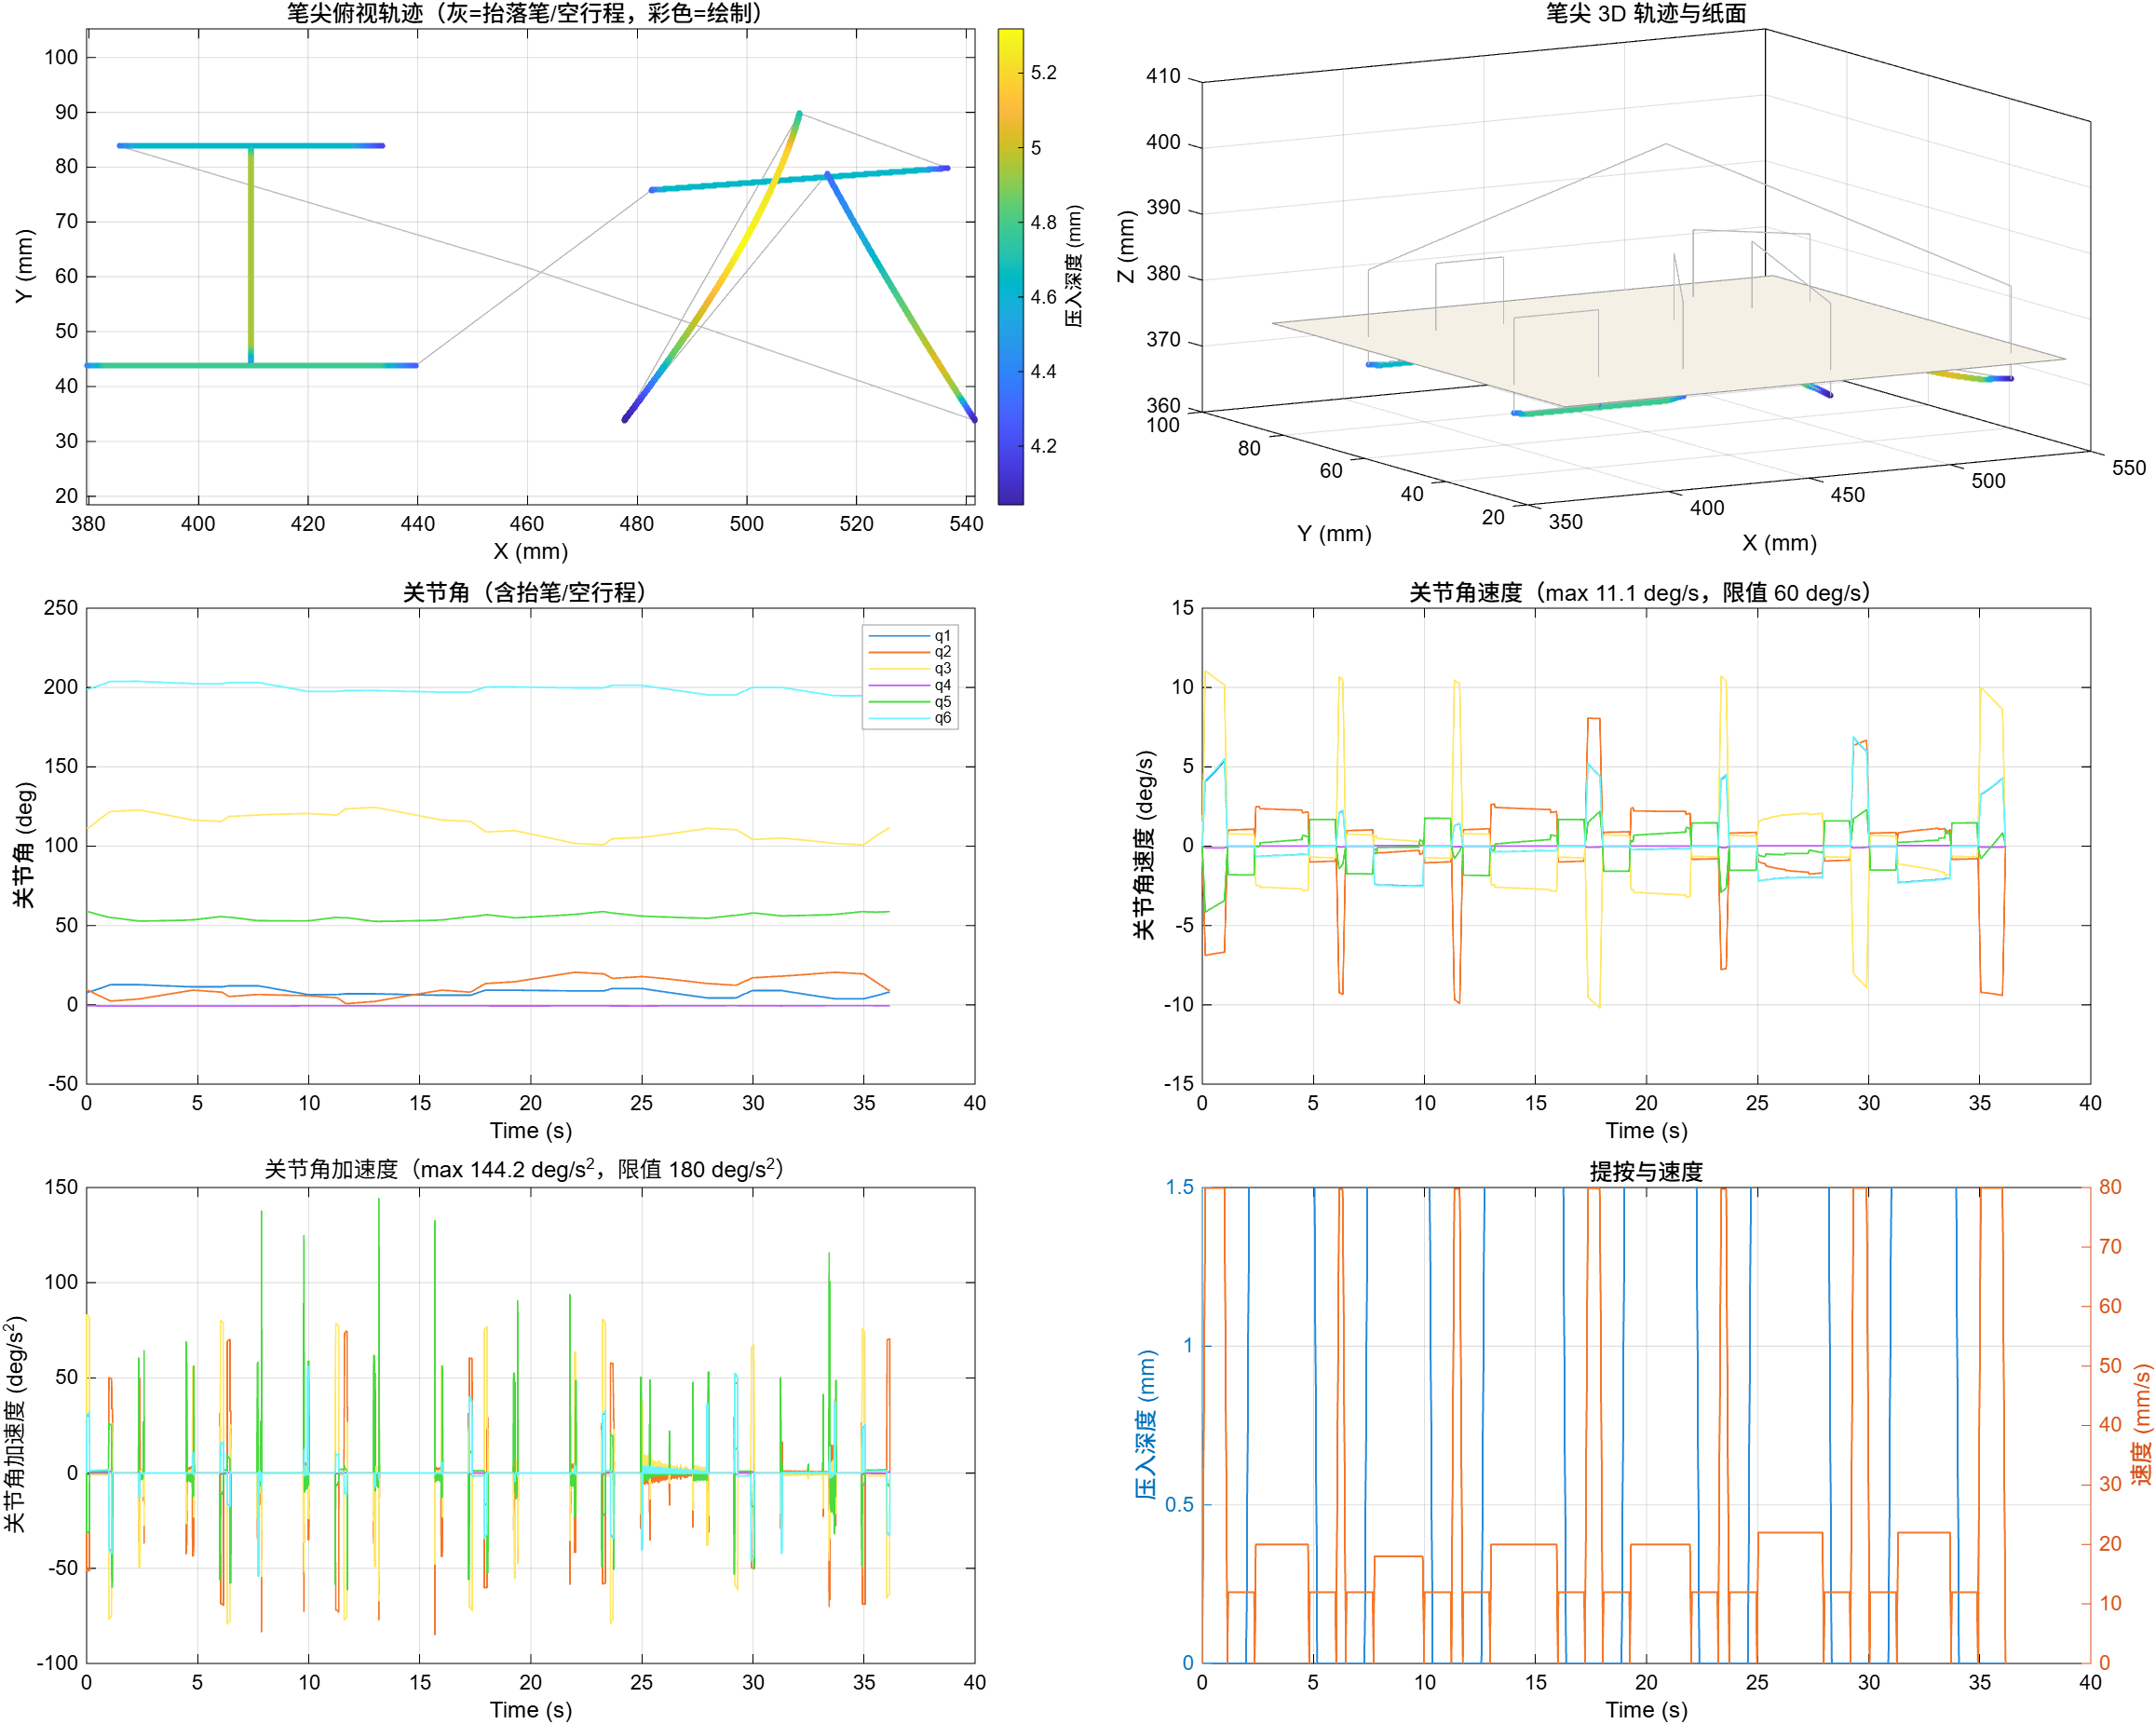 笔尖俯视轨迹（灰=抬落笔/空行程，彩色=绘制）
100
90
80
70
60
50
40
30
20
Y (mm)
380 400 420 440 460 480 500 520 540
X (mm)
5.2
5
4.8
4.6
4.4
4.2
压入深度 (mm)
笔尖 3D 轨迹与纸面
410
400
390
380
370
360
Z (mm)
100
80
60
40
20
Y (mm)
350
400
450
500
550
X (mm)
关节角（含抬笔/空行程）
250
200
150
100
50
0
-50
关节角 (deg)
q1
q2
q3
q4
q5
q6
0 5 10 15 20 25 30 35 40
Time (s)
关节角速度（max 11.1 deg/s，限值 60 deg/s）
15
10
5
0
-5
-10
-15
关节角速度 (deg/s)
0 5 10 15 20 25 30 35 40
Time (s)
关节角加速度（max 144.2 deg/s²，限值 180 deg/s²）
150
100
50
0
-50
-100
关节角加速度 (deg/s²)
0 5 10 15 20 25 30 35 40
Time (s)
提按与速度
1.5
1
0.5
0
压入深度 (mm)
80
70
60
50
40
30
20
10
0
速度 (mm/s)
0 5 10 15 20 25 30 35 40
Time (s)